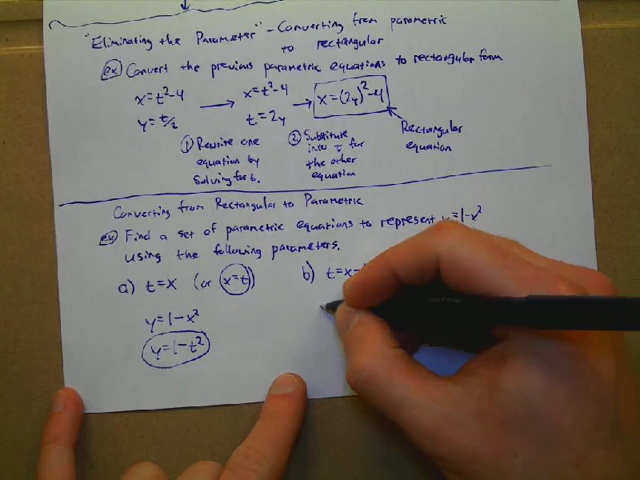 "Eliminating the Parameter" - Converting from parametric
to rectangular
(ex) Convert the previous parametric equations to rectangular form
x=t²-4 → x=t²-4 → x=(2y)²-4
y=t/2 t=2y
Rectangular
equation
① Rewrite one
equation by
solving for t.
② Substitute
into t for
the other
equation
Converting from Rectangular to Parametric
(ex) Find a set of parametric equations to represent y=1-x²
using the following parameters.
a) t=x (or x=t) b) t=x-
y=1-x²
y=1-t²